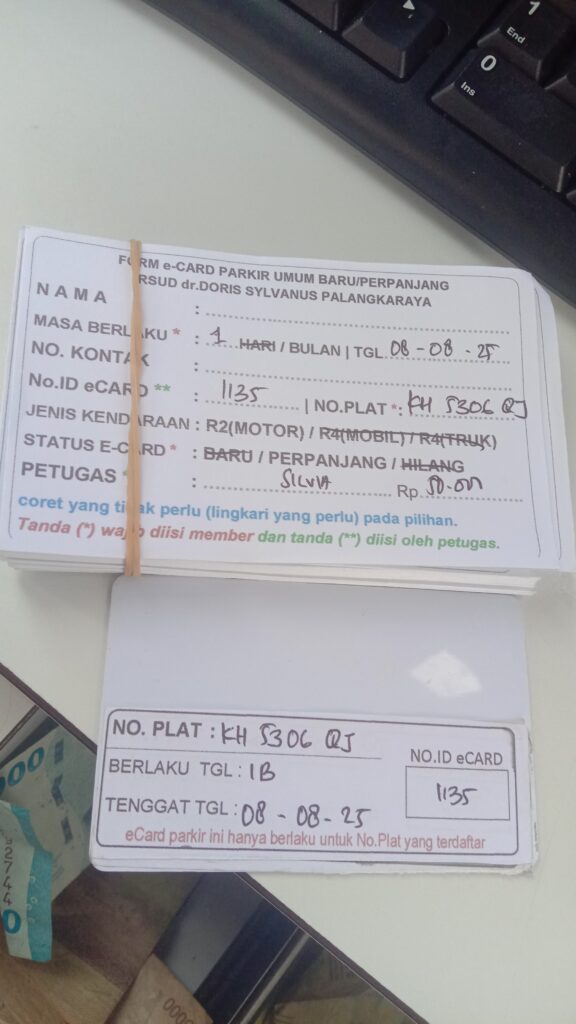 1
End
0
Ins
FORM e-CARD PARKIR UMUM BARU/PERPANJANG
RSUD dr.DORIS SYLVANUS PALANGKARAYA
NAMA :
MASA BERLAKU * : 1 HARI / BULAN | TGL 08-08-25
NO. KONTAK :
No.ID eCARD ** : 1135 | NO.PLAT *: KH 5306 QJ
JENIS KENDARAAN : R2(MOTOR) / R4(MOBIL) / R4(TRUK)
STATUS E-CARD * : BARU / PERPANJANG / HILANG
PETUGAS : SILVIA Rp. 50.000
coret yang tidak perlu (lingkari yang perlu) pada pilihan.
Tanda (*) wajib diisi member dan tanda (**) diisi oleh petugas.
NO. PLAT : KH 5306 QJ
BERLAKU TGL : 1B
NO.ID eCARD
1135
TENGGAT TGL : 08-08-25
eCard parkir ini hanya berlaku untuk No.Plat yang terdaftar